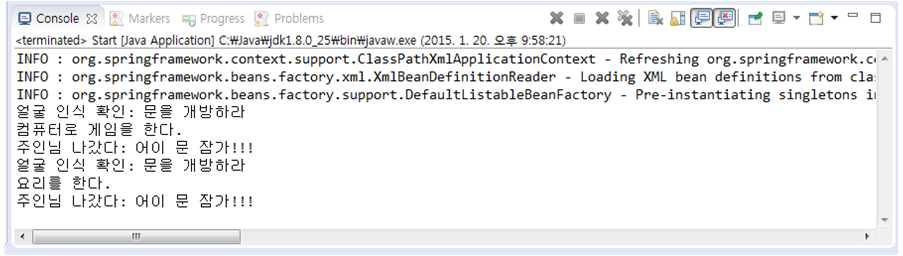 Console Markers Progress Problems
<terminated> Start [Java Application] C:₩Java₩jdk1.8.0_25₩bin₩javaw.exe (2015. 1. 20. 오후 9:58:21)
INFO : org.springframework.context.support.ClassPathXmlApplicationContext - Refreshing org.springframework.co
INFO : org.springframework.beans.factory.xml.XmlBeanDefinitionReader - Loading XML bean definitions from clas
INFO : org.springframework.beans.factory.support.DefaultListableBeanFactory - Pre-instantiating singletons in
얼굴 인식 확인: 문을 개방하라
컴퓨터로 게임을 한다.
주인님 나갔다: 어이 문 잠가!!!
얼굴 인식 확인: 문을 개방하라
요리를 한다.
주인님 나갔다: 어이 문 잠가!!!